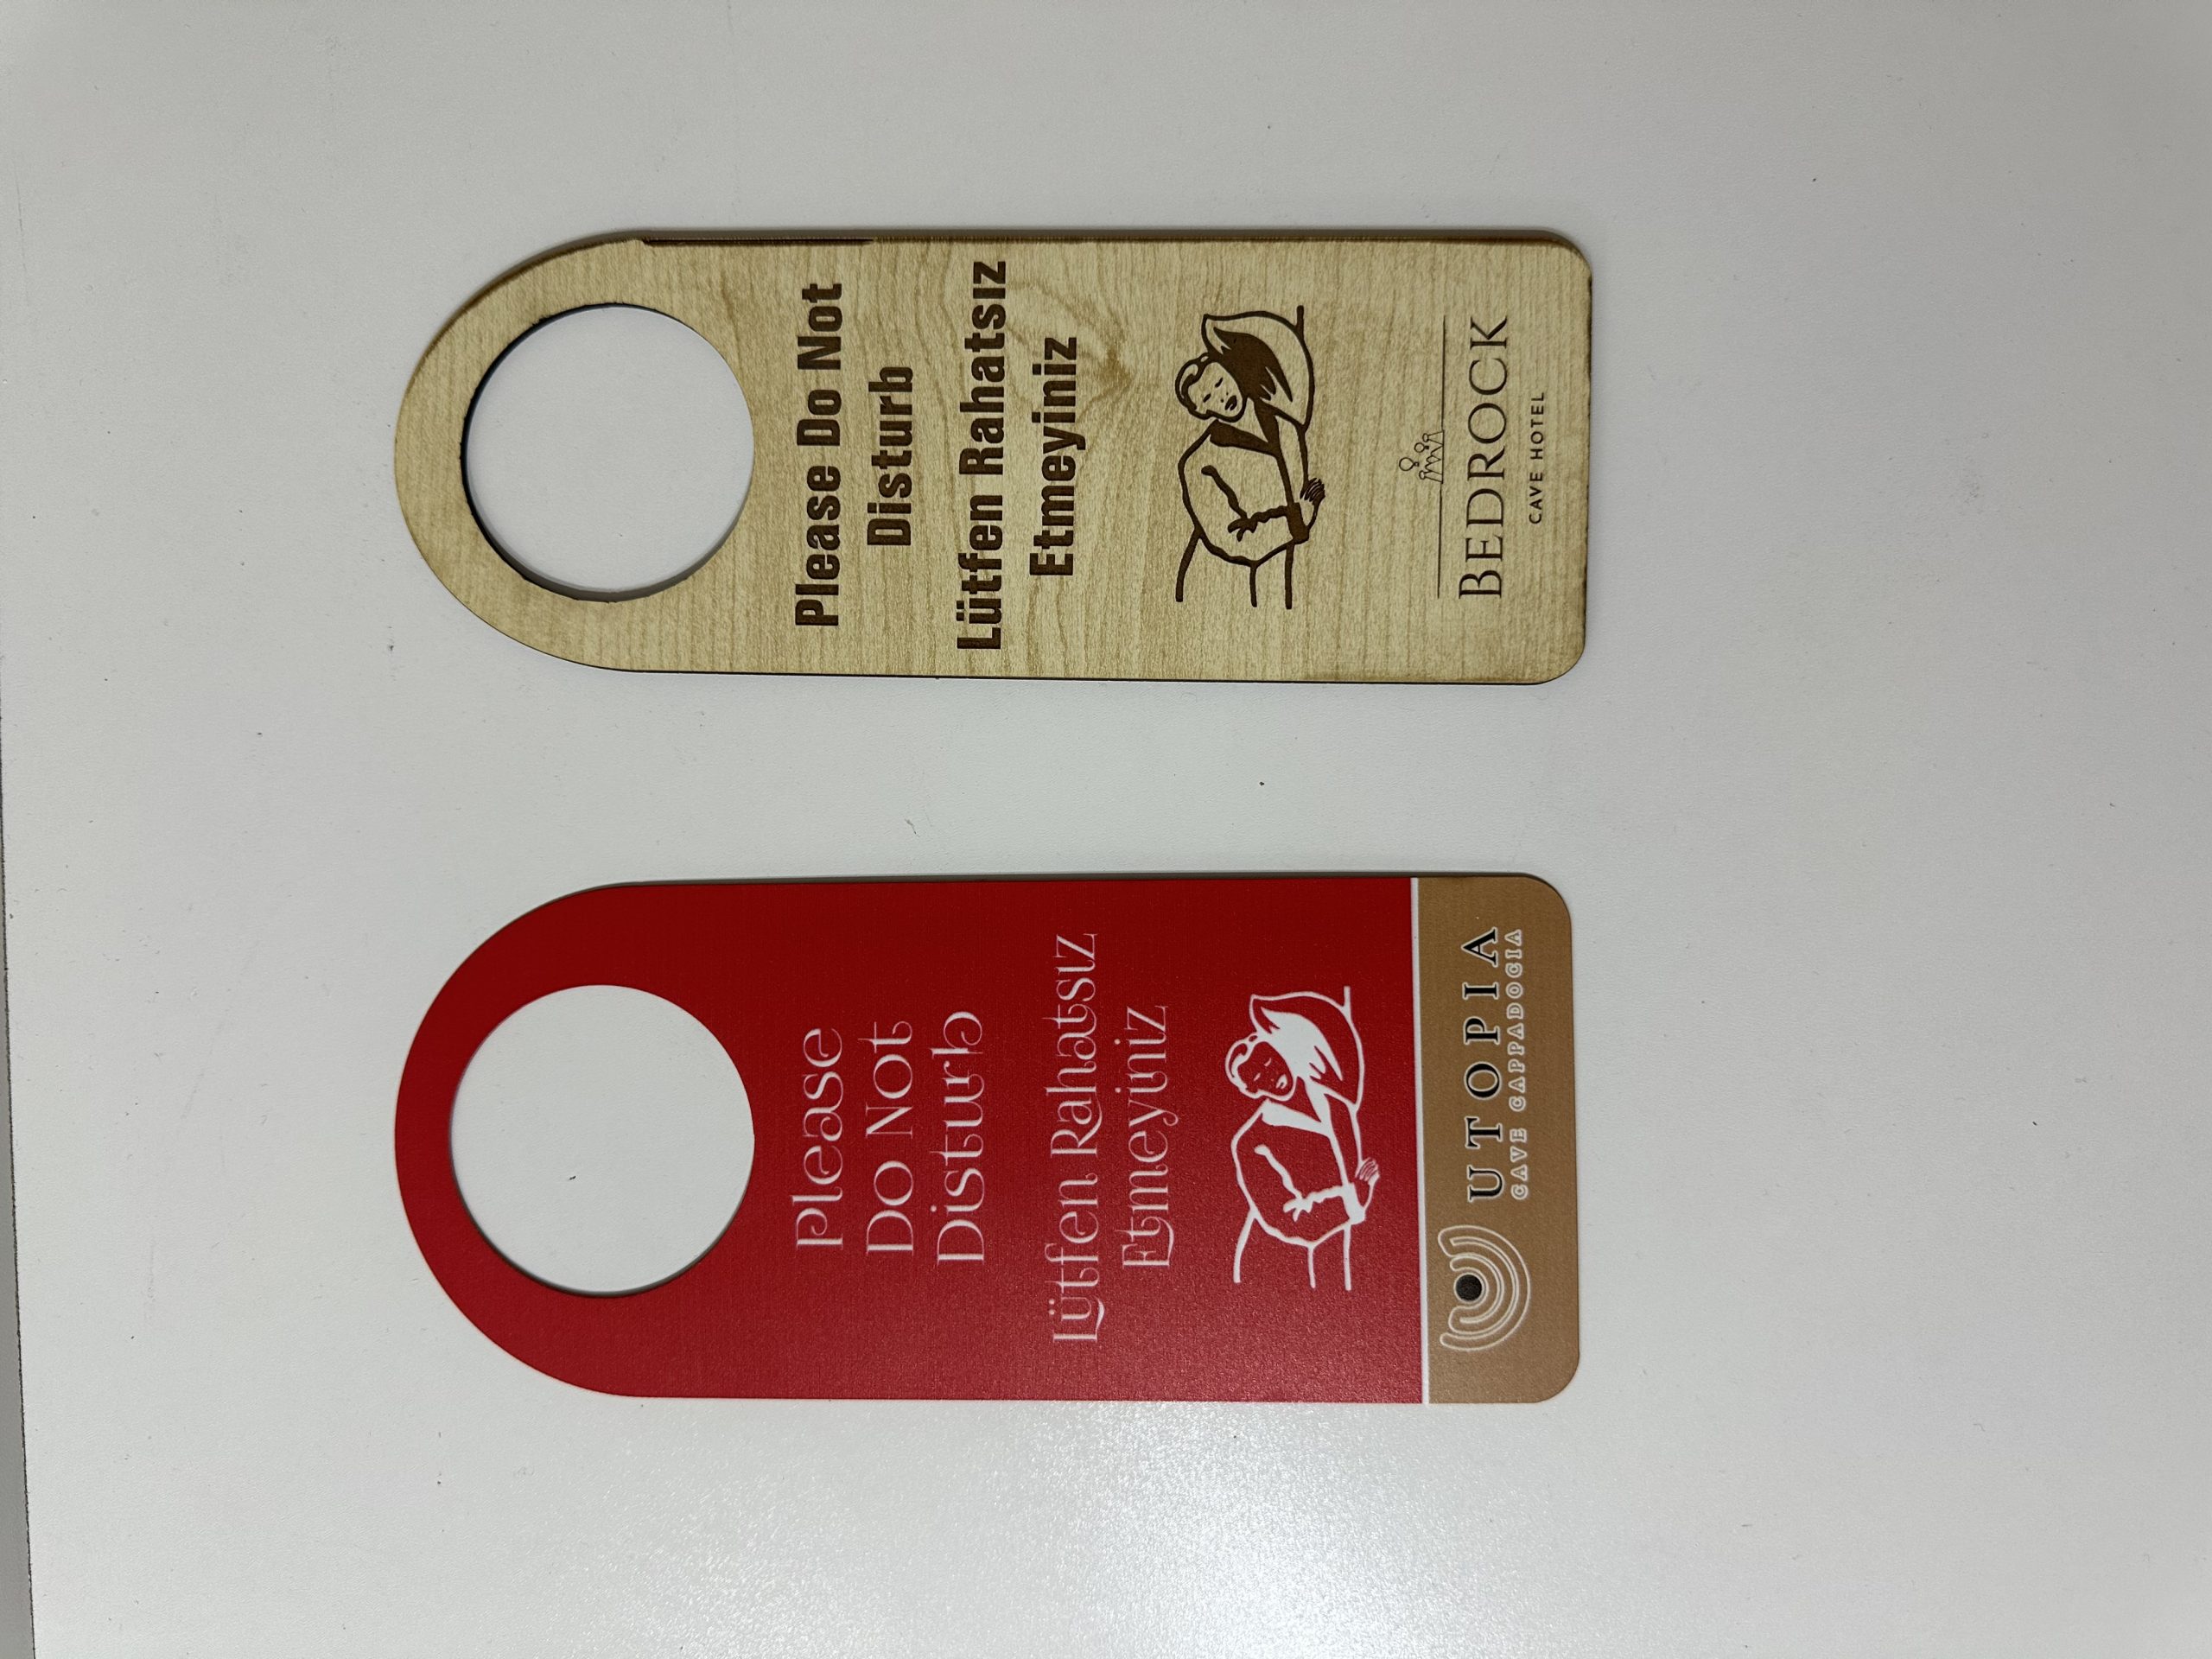 Please
Do Not
Disturb
Lütfen Rahatsız
Etmeyiniz
UTOPIA
CAVE CAPPADOCIA
Please Do Not
Disturb
Lütfen Rahatsız
Etmeyiniz
BEDROCK
CAVE HOTEL